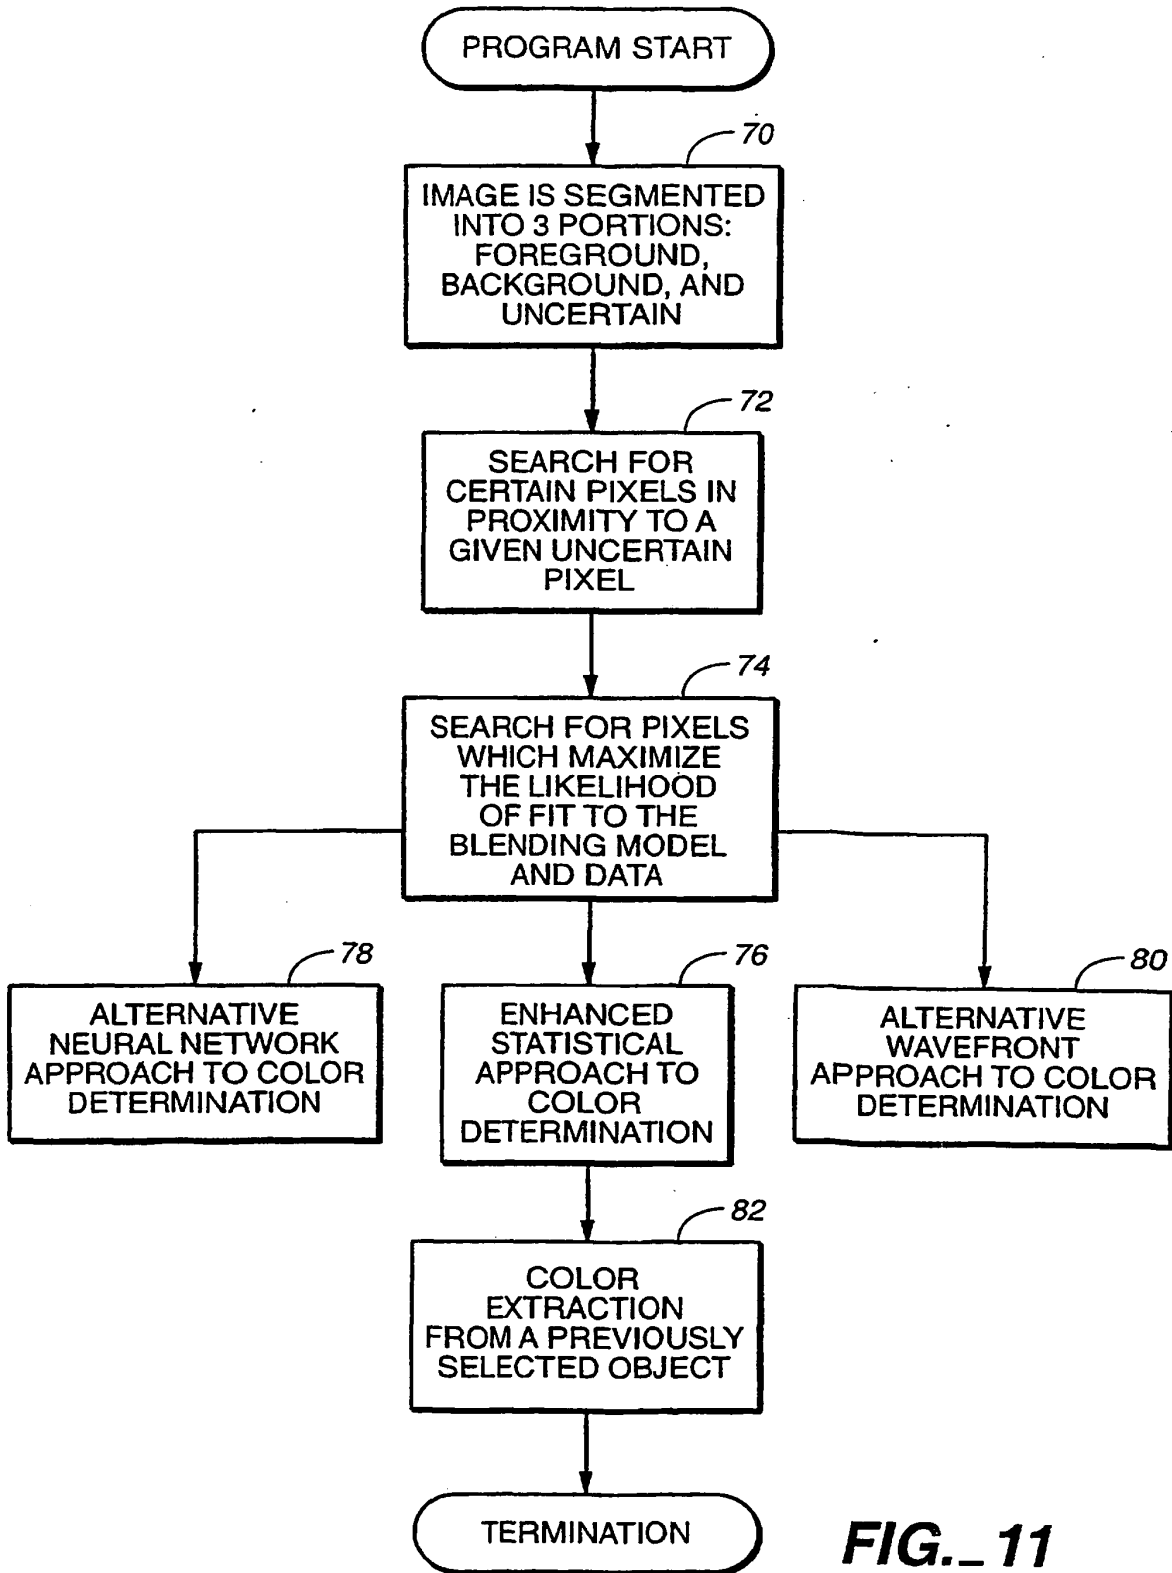 PROGRAM START
70
IMAGE IS SEGMENTED
INTO 3 PORTIONS:
FOREGROUND,
BACKGROUND, AND
UNCERTAIN
72
SEARCH FOR
CERTAIN PIXELS IN
PROXIMITY TO A
GIVEN UNCERTAIN
PIXEL
74
SEARCH FOR PIXELS
WHICH MAXIMIZE
THE LIKELIHOOD
OF FIT TO THE
BLENDING MODEL
AND DATA
78
ALTERNATIVE
NEURAL NETWORK
APPROACH TO COLOR
DETERMINATION
76
ENHANCED
STATISTICAL
APPROACH TO
COLOR
DETERMINATION
80
ALTERNATIVE
WAVEFRONT
APPROACH TO COLOR
DETERMINATION
82
COLOR
EXTRACTION
FROM A PREVIOUSLY
SELECTED OBJECT
TERMINATION
FIG._11